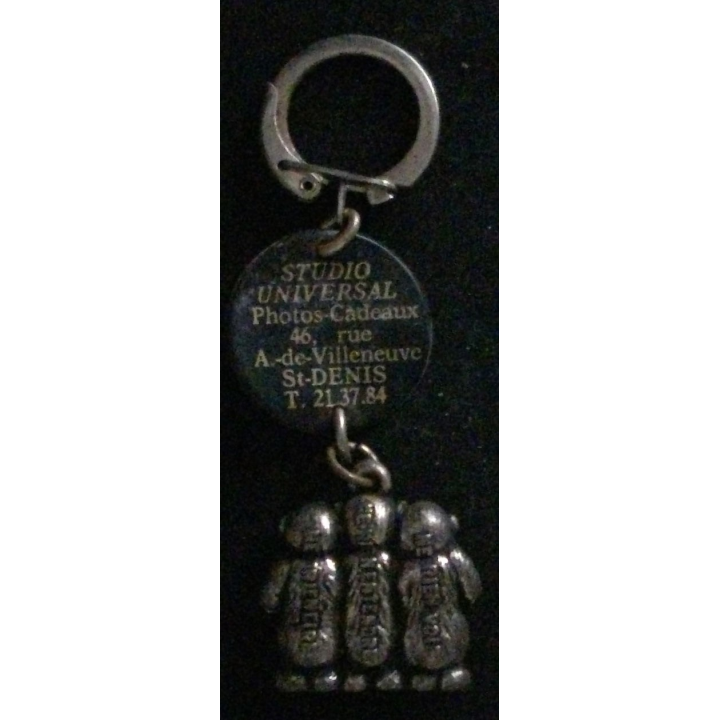 STUDIO
UNIVERSAL
Photos-Cadeaux
46, rue
A.-de-Villeneuve
St-DENIS
T. 21.37.84